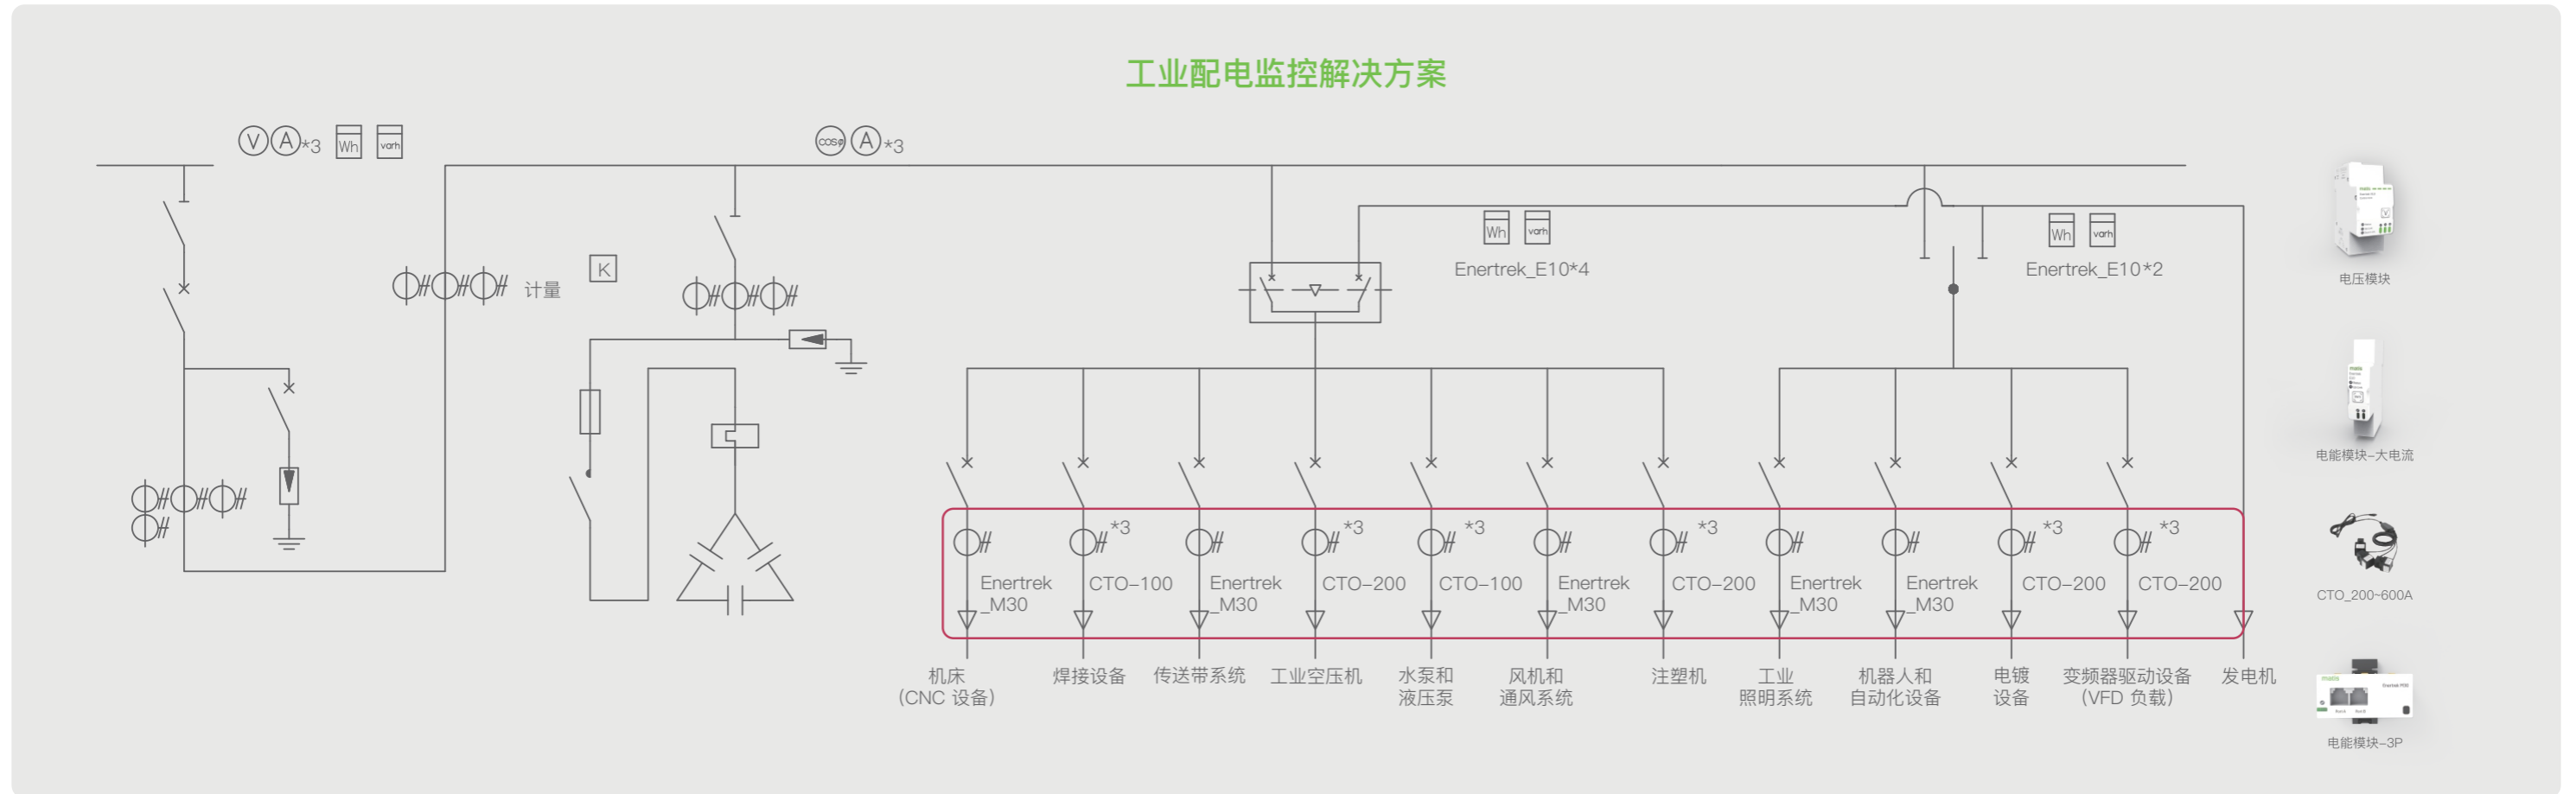 工业配电监控解决方案
V A *3 Wh varh
cosφ A *3
Wh varh
Wh varh
K
计量
Enertrek_E10*4
Enertrek_E10*2
电压模块
matis
matis
电能模块-大电流
*3 *3 *3 *3 *3 *3
Enertrek
_M30
CTO-100
Enertrek
_M30
CTO-200
CTO-100
Enertrek
_M30
CTO-200
Enertrek
_M30
Enertrek
_M30
CTO-200
CTO-200
CTO_200~600A
机床
(CNC 设备)
焊接设备
传送带系统
工业空压机
水泵和
液压泵
风机和
通风系统
注塑机
工业
照明系统
机器人和
自动化设备
电镀
设备
变频器驱动设备
(VFD 负载)
发电机
matis
Enertrek M30
电能模块-3P